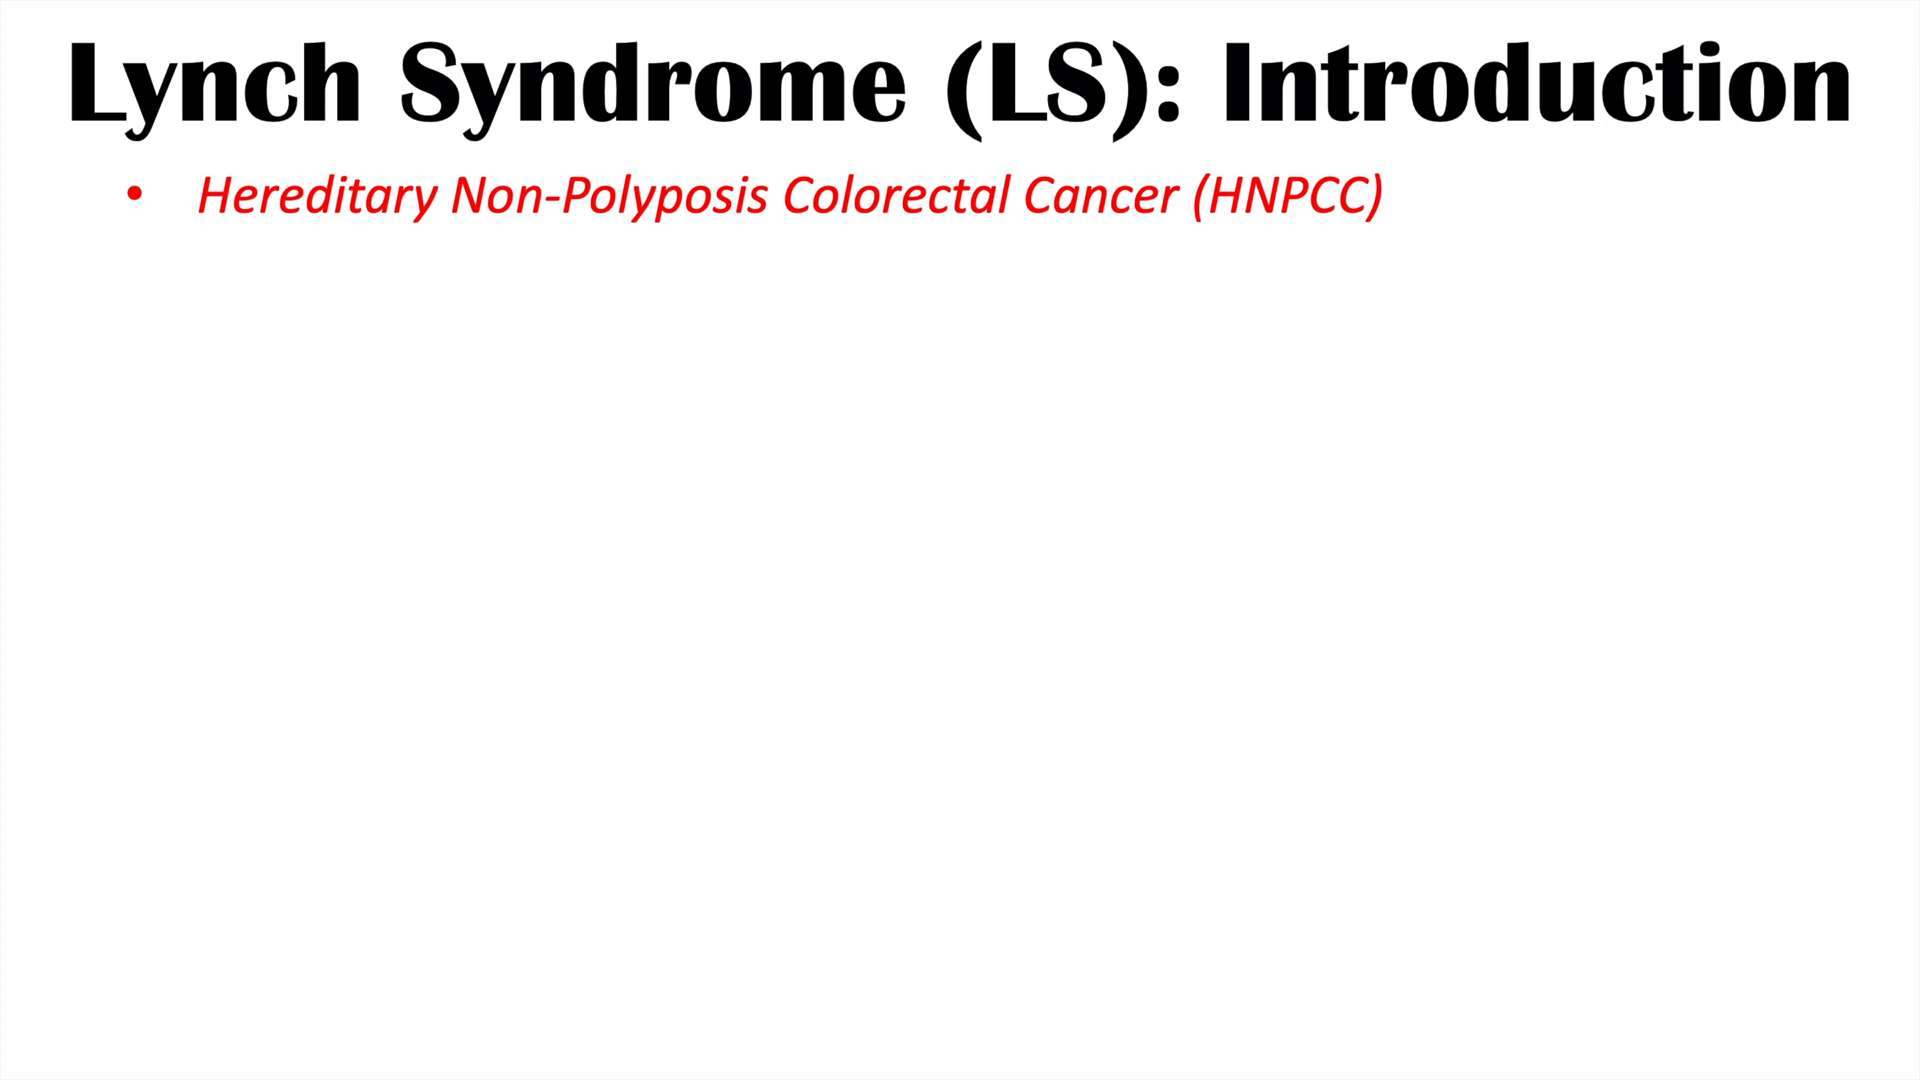 Lynch Syndrome (LS): Introduction
• Hereditary Non-Polyposis Colorectal Cancer (HNPCC)